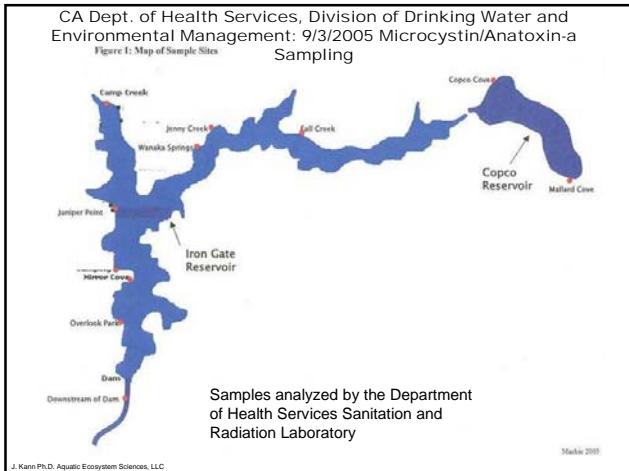 CA Dept. of Health Services, Division of Drinking Water and
Environmental Management: 9/3/2005 Microcystin/Anatoxin-a
Sampling
Figure 1: Map of Sample Sites
Camp Creek
Copco Cove
Jenny Creek
Fall Creek
Wanaka Springs
Copco
Reservoir
Mallard Cove
Juniper Point
Iron Gate
Reservoir
Mirror Cove
Overlook Park
Dam
Downstream of Dam
Samples analyzed by the Department
of Health Services Sanitation and
Radiation Laboratory
2005
J. Kann Ph.D. Aquatic Ecosystem Sciences, LLC